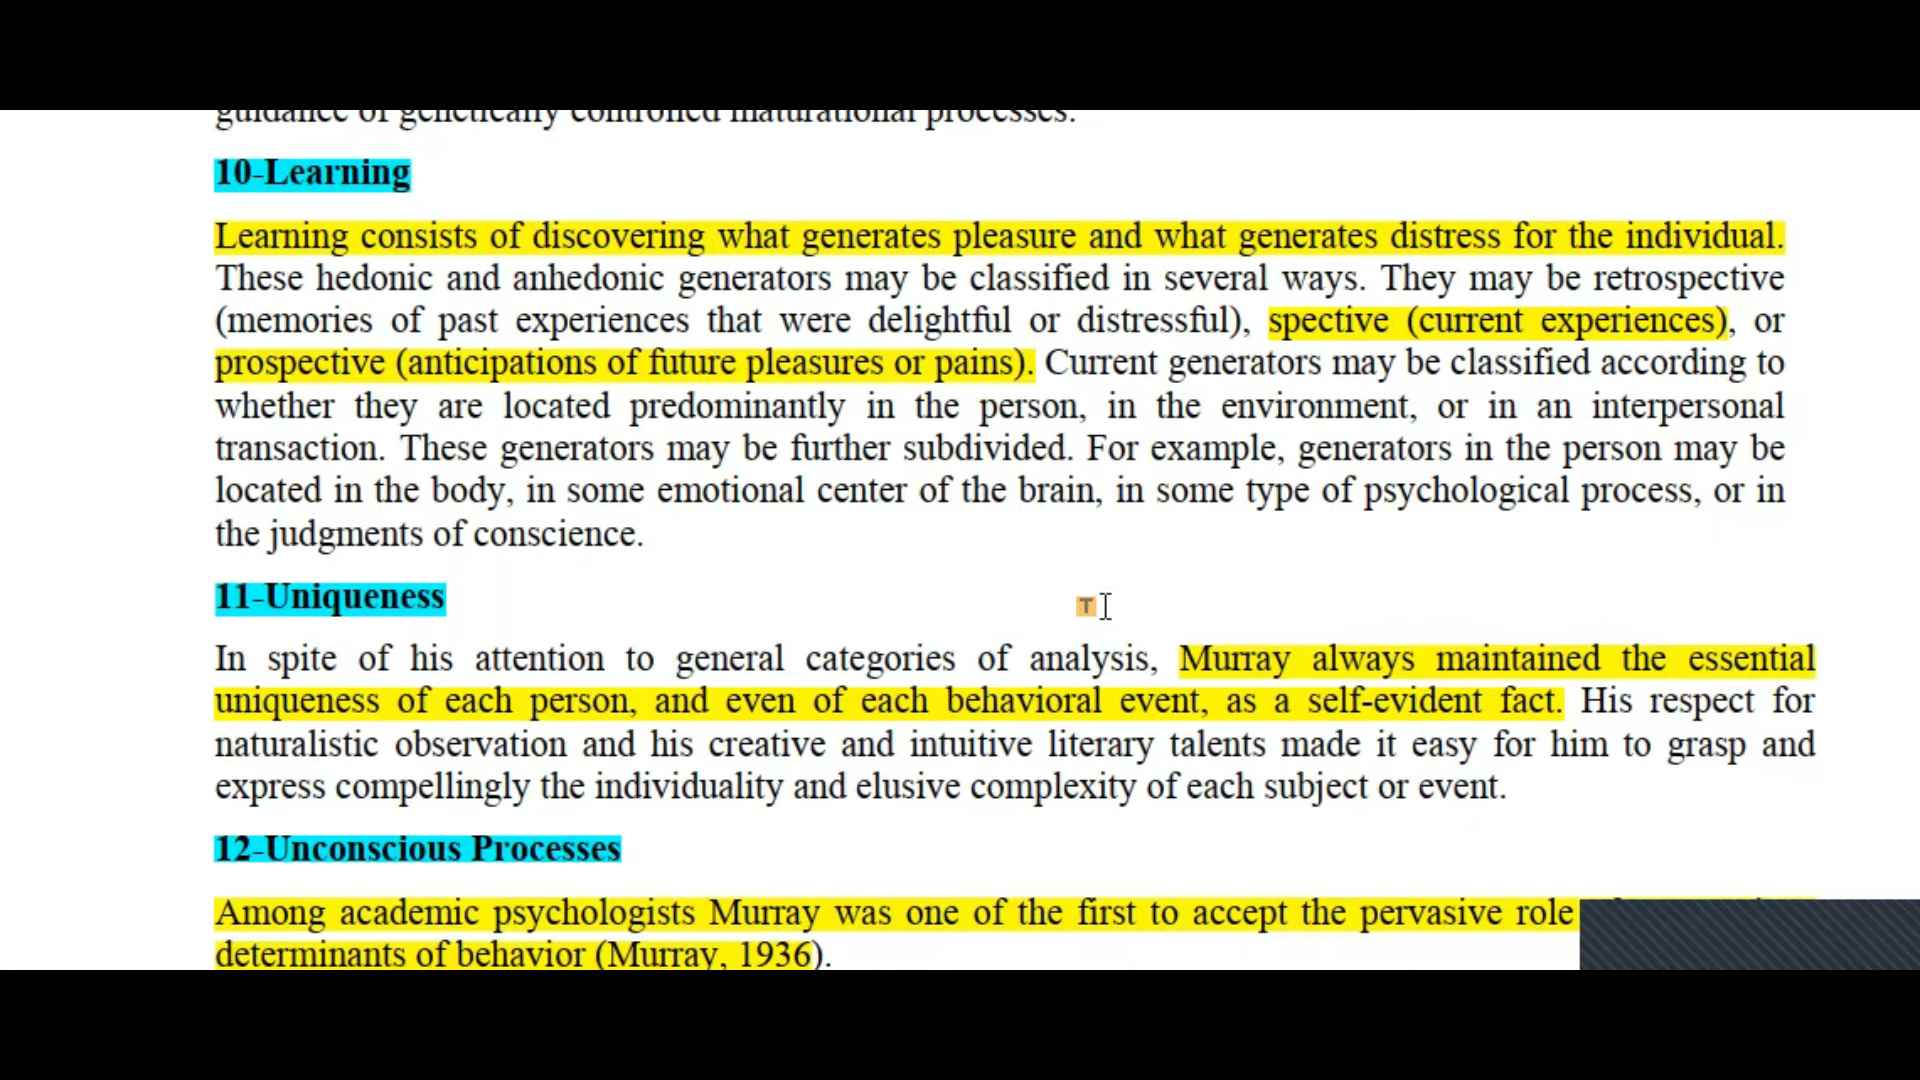 guidance of genetically controlled maturational processes.
10-Learning
Learning consists of discovering what generates pleasure and what generates distress for the individual.
These hedonic and anhedonic generators may be classified in several ways. They may be retrospective
(memories of past experiences that were delightful or distressful), spective (current experiences), or
prospective (anticipations of future pleasures or pains). Current generators may be classified according to
whether they are located predominantly in the person, in the environment, or in an interpersonal
transaction. These generators may be further subdivided. For example, generators in the person may be
located in the body, in some emotional center of the brain, in some type of psychological process, or in
the judgments of conscience.
11-Uniqueness
T
In spite of his attention to general categories of analysis, Murray always maintained the essential
uniqueness of each person, and even of each behavioral event, as a self-evident fact. His respect for
naturalistic observation and his creative and intuitive literary talents made it easy for him to grasp and
express compellingly the individuality and elusive complexity of each subject or event.
12-Unconscious Processes
Among academic psychologists Murray was one of the first to accept the pervasive role
determinants of behavior (Murray, 1936).